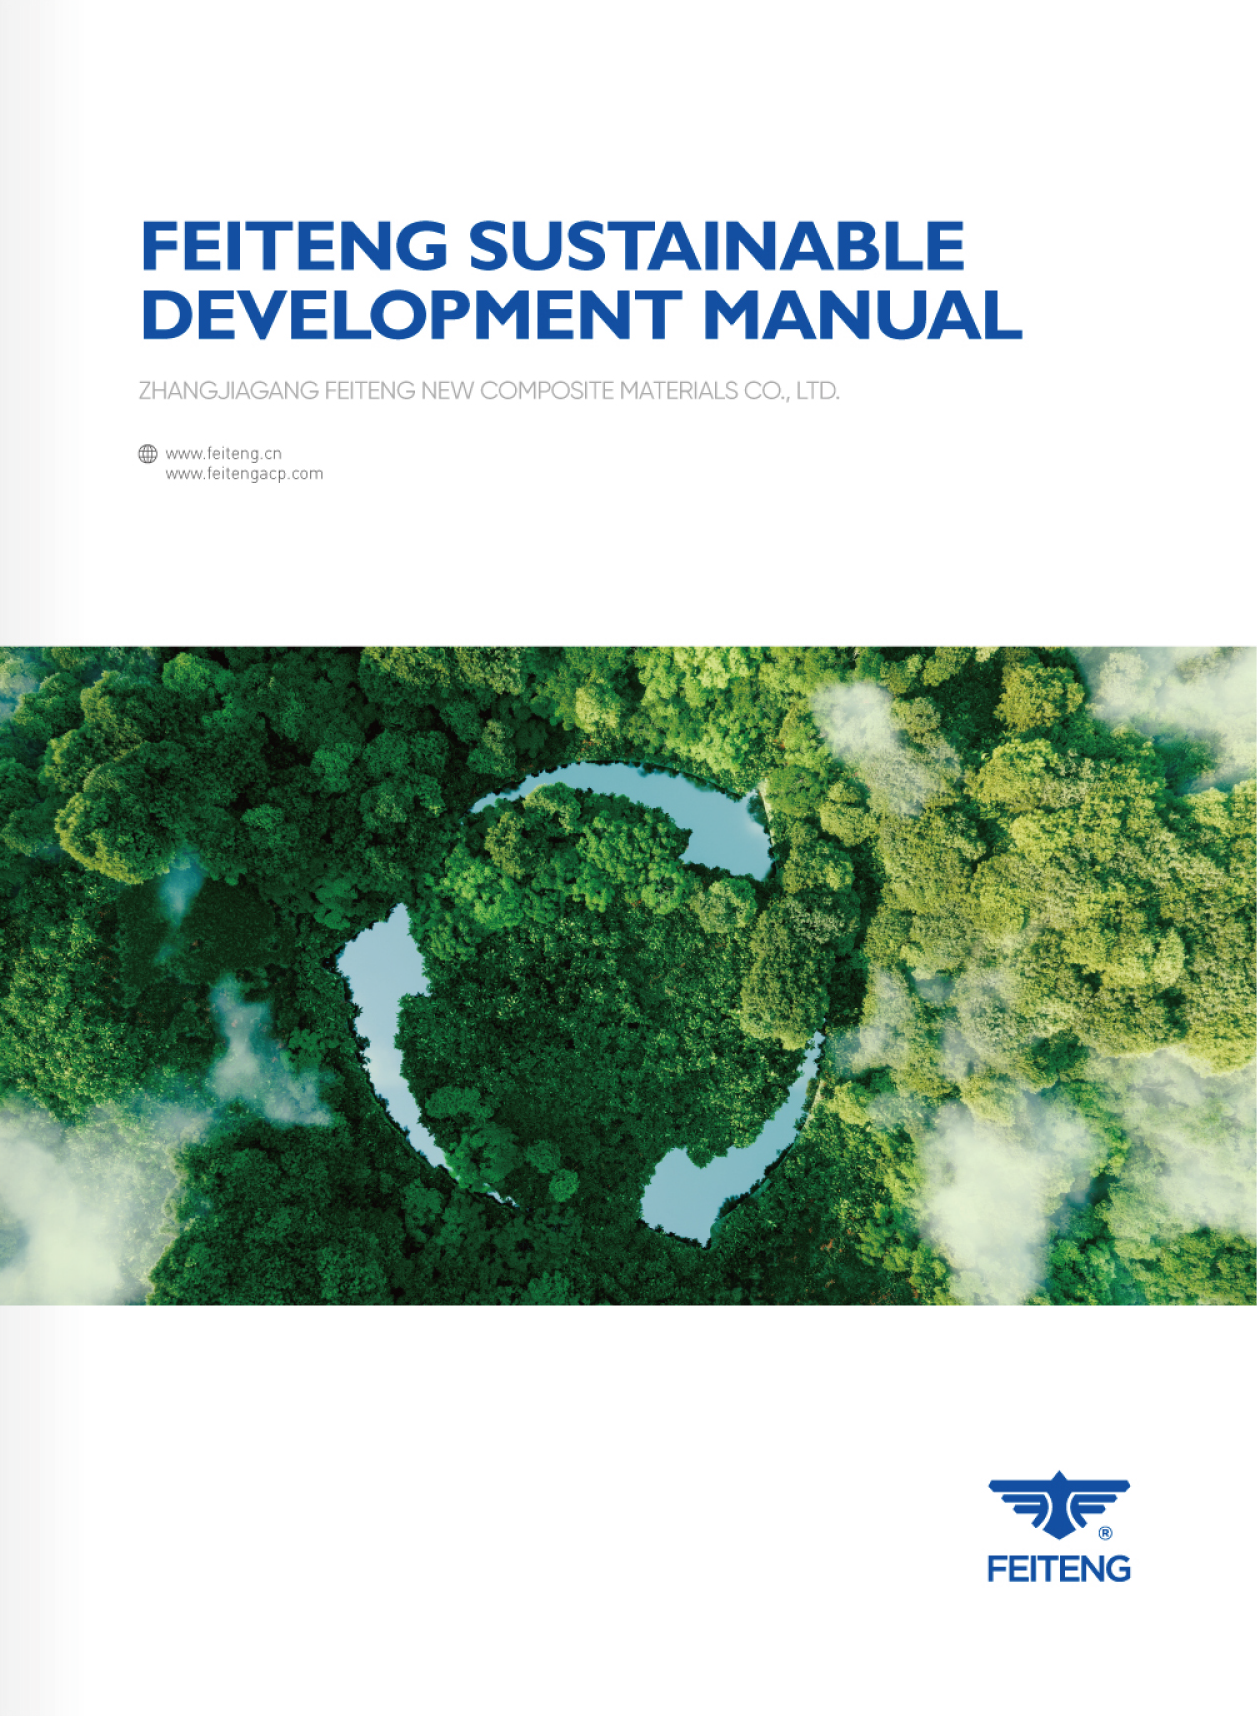 FEITENG SUSTAINABLE
DEVELOPMENT MANUAL
ZHANGJIAGANG FEITENG NEW COMPOSITE MATERIALS CO., LTD.
www.feiteng.cn
www.feitengacp.com
®
FEITENG